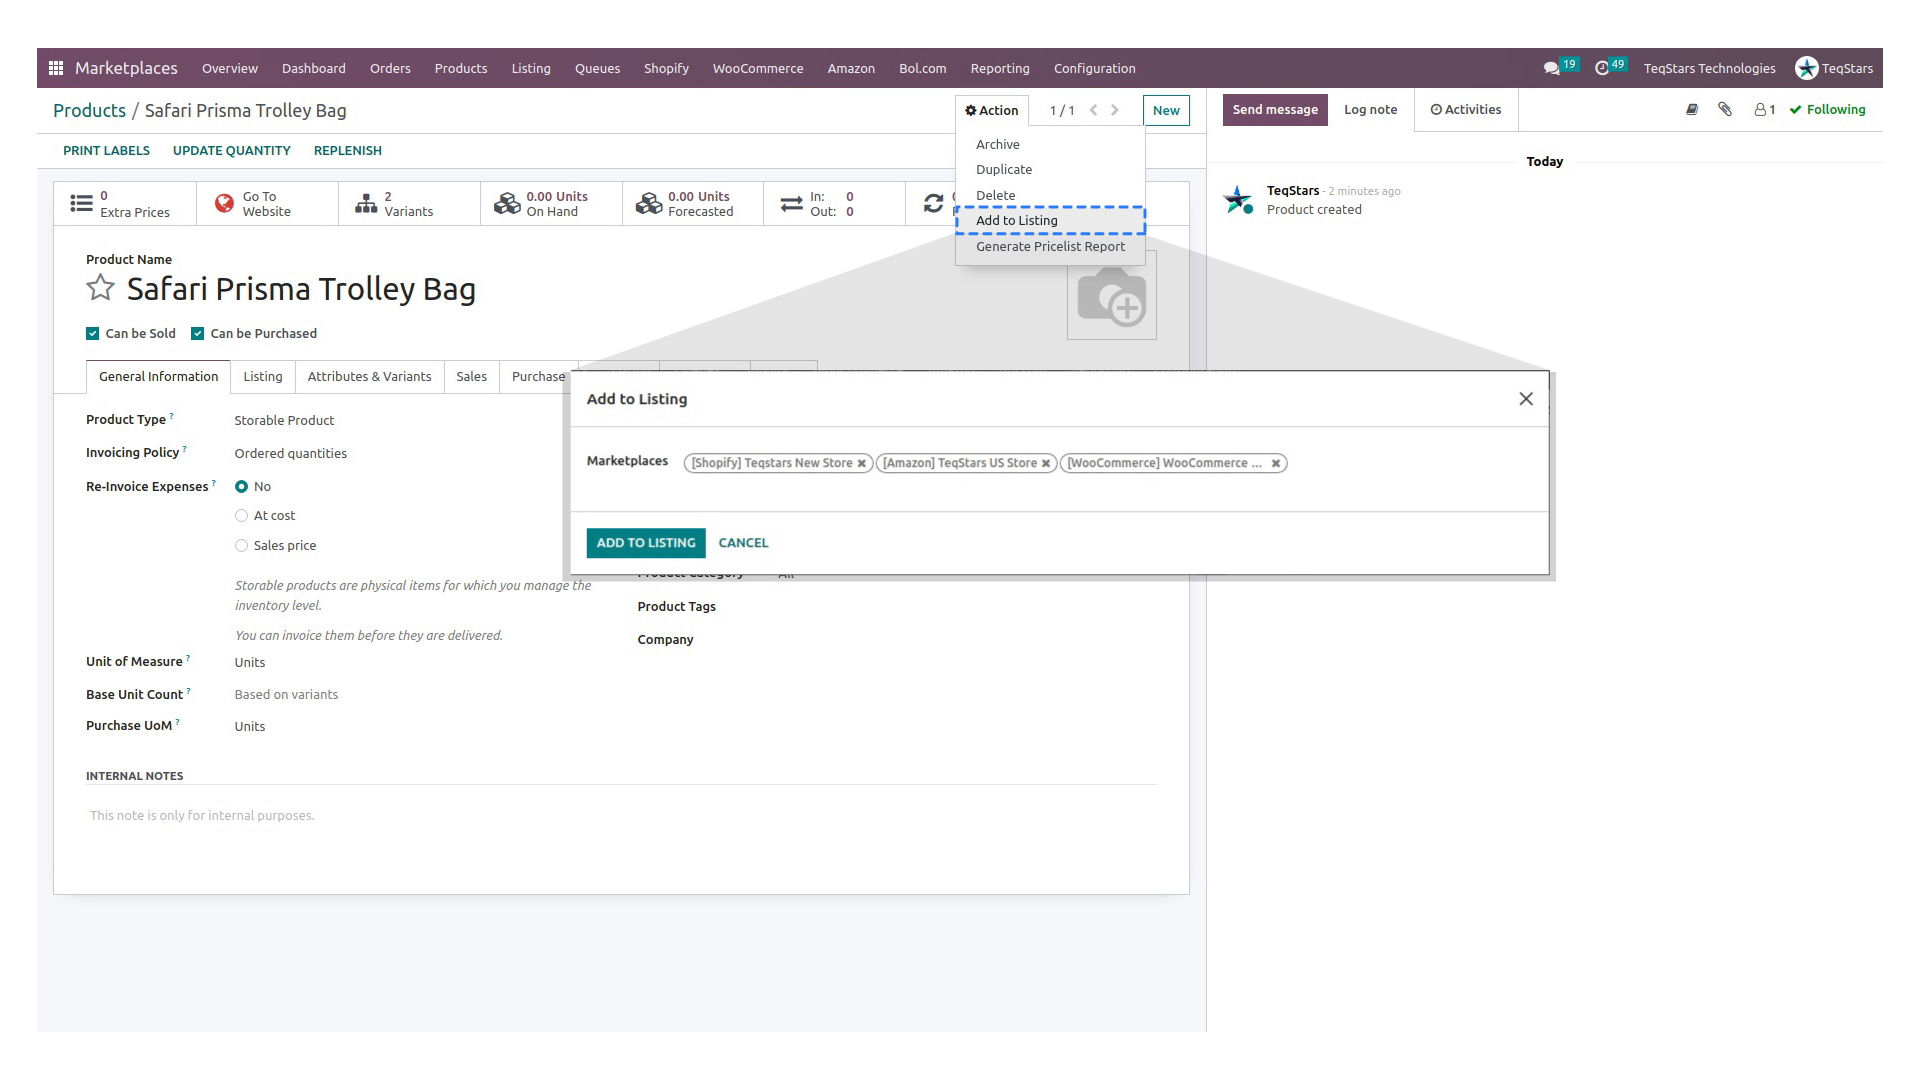 Marketplaces Overview Dashboard Orders Products Listing Queues Shopify WooCommerce Amazon Bol.com Reporting Configuration 19 49 TeqStars Technologies TeqStars
Products / Safari Prisma Trolley Bag Action 1 / 1 New Send message Log note Activities 1 Following
PRINT LABELS UPDATE QUANTITY REPLENISH
Archive
Duplicate
Delete
Add to Listing
Generate Pricelist Report
Today
TeqStars - 2 minutes ago
Product created
0
Extra Prices
Go To
Website
2
Variants
0.00 Units
On Hand
0.00 Units
Forecasted
In: 0
Out: 0
Product Name
Safari Prisma Trolley Bag
Can be Sold Can be Purchased
General Information Listing Attributes & Variants Sales Purchase
Product Type ? Storable Product
Invoicing Policy ? Ordered quantities
Re-Invoice Expenses ? No
At cost
Sales price
Storable products are physical items for which you manage the
inventory level.
You can invoice them before they are delivered.
Unit of Measure ? Units
Base Unit Count ? Based on variants
Purchase UoM ? Units
Add to Listing
Marketplaces [Shopify] Teqstars New Store [Amazon] TeqStars US Store [WooCommerce] WooCommerce ...
ADD TO LISTING CANCEL
Product Category All
Product Tags
Company
INTERNAL NOTES
This note is only for internal purposes.